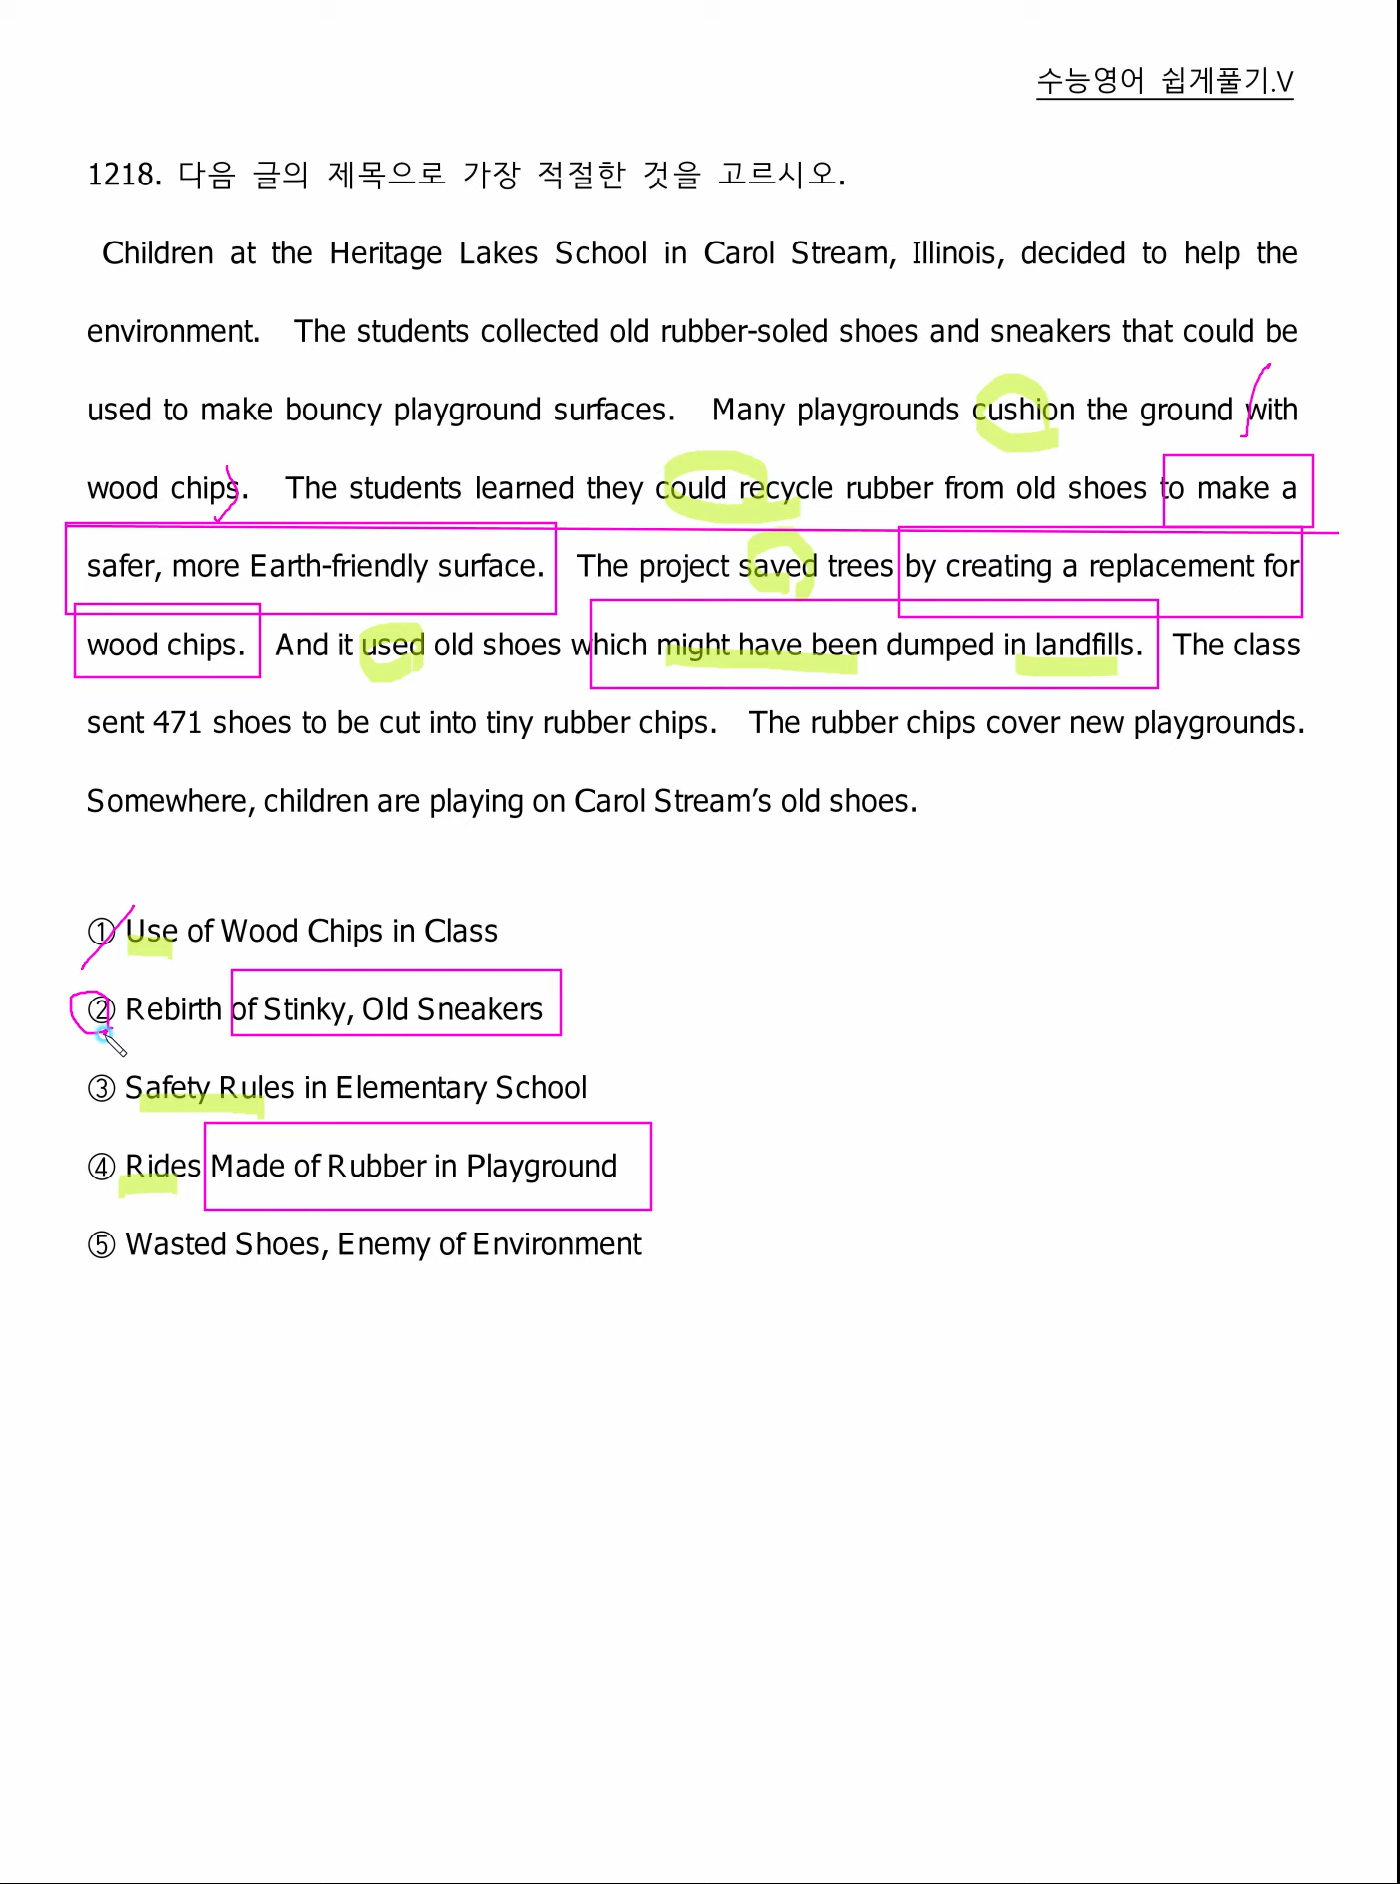 수능영어 쉽게풀기.V
1218. 다음 글의 제목으로 가장 적절한 것을 고르시오.
Children at the Heritage Lakes School in Carol Stream, Illinois, decided to help the
environment. The students collected old rubber-soled shoes and sneakers that could be
used to make bouncy playground surfaces. Many playgrounds cushion the ground with
wood chips. The students learned they could recycle rubber from old shoes to make a
safer, more Earth-friendly surface. The project saved trees by creating a replacement for
wood chips. And it used old shoes which might have been dumped in landfills. The class
sent 471 shoes to be cut into tiny rubber chips. The rubber chips cover new playgrounds.
Somewhere, children are playing on Carol Stream’s old shoes.
① Use of Wood Chips in Class
② Rebirth of Stinky, Old Sneakers
③ Safety Rules in Elementary School
④ Rides Made of Rubber in Playground
⑤ Wasted Shoes, Enemy of Environment